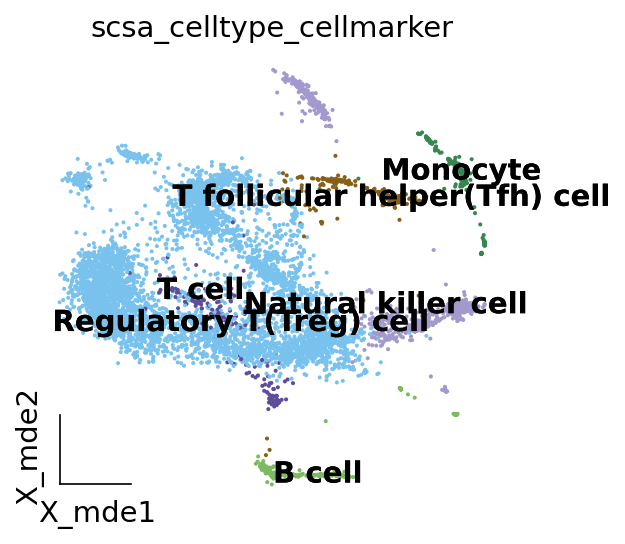 scsa_celltype_cellmarker
Monocyte
T follicular helper(Tfh) cell
T cell
Natural killer cell
Regulatory T(Treg) cell
B cell
X_mde2
X_mde1